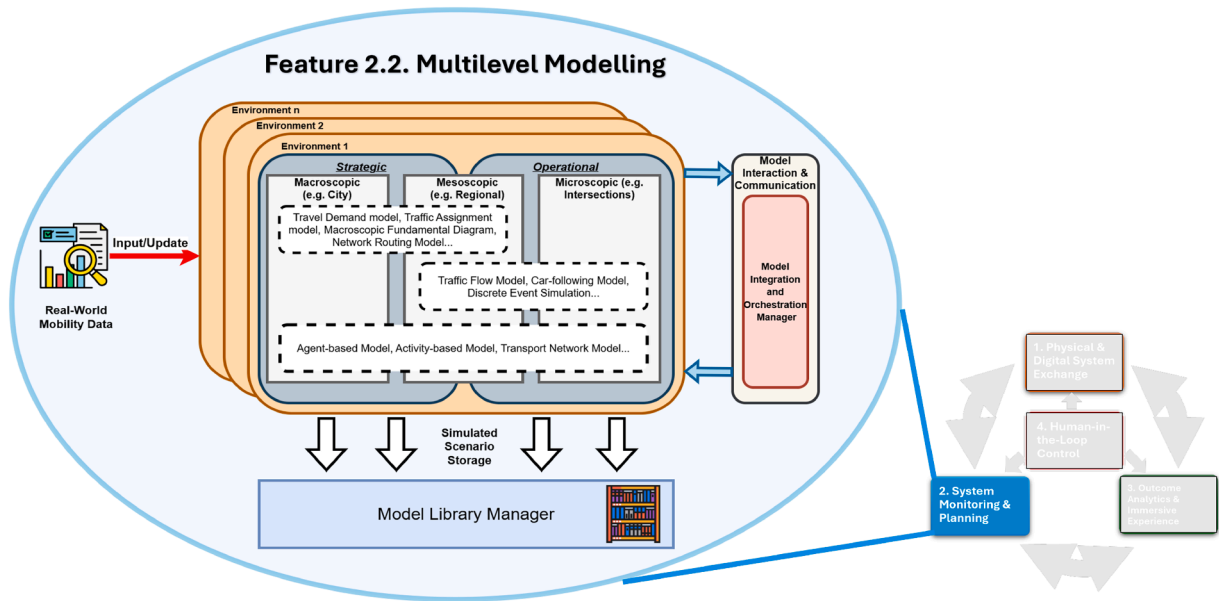 Feature 2.2. Multilevel Modelling
Environment n
Environment 2
Environment 1
Strategic
Operational
Macroscopic
(e.g. City)
Mesoscopic
(e.g. Regional)
Microscopic (e.g.
Intersections)
Travel Demand model, Traffic Assignment
model, Macroscopic Fundamental Diagram,
Network Routing Model...
Traffic Flow Model, Car-following Model,
Discrete Event Simulation...
Agent-based Model, Activity-based Model, Transport Network Model...
Input/Update
Real-World
Mobility Data
Model
Interaction &
Communication
Model
Integration
and
Orchestration
Manager
Simulated
Scenario
Storage
Model Library Manager
1. Physical &
Digital System
Exchange
4. Human-in-
the-Loop
Control
2. System
Monitoring &
Planning
3. Outcome
Analytics &
Immersive
Experience